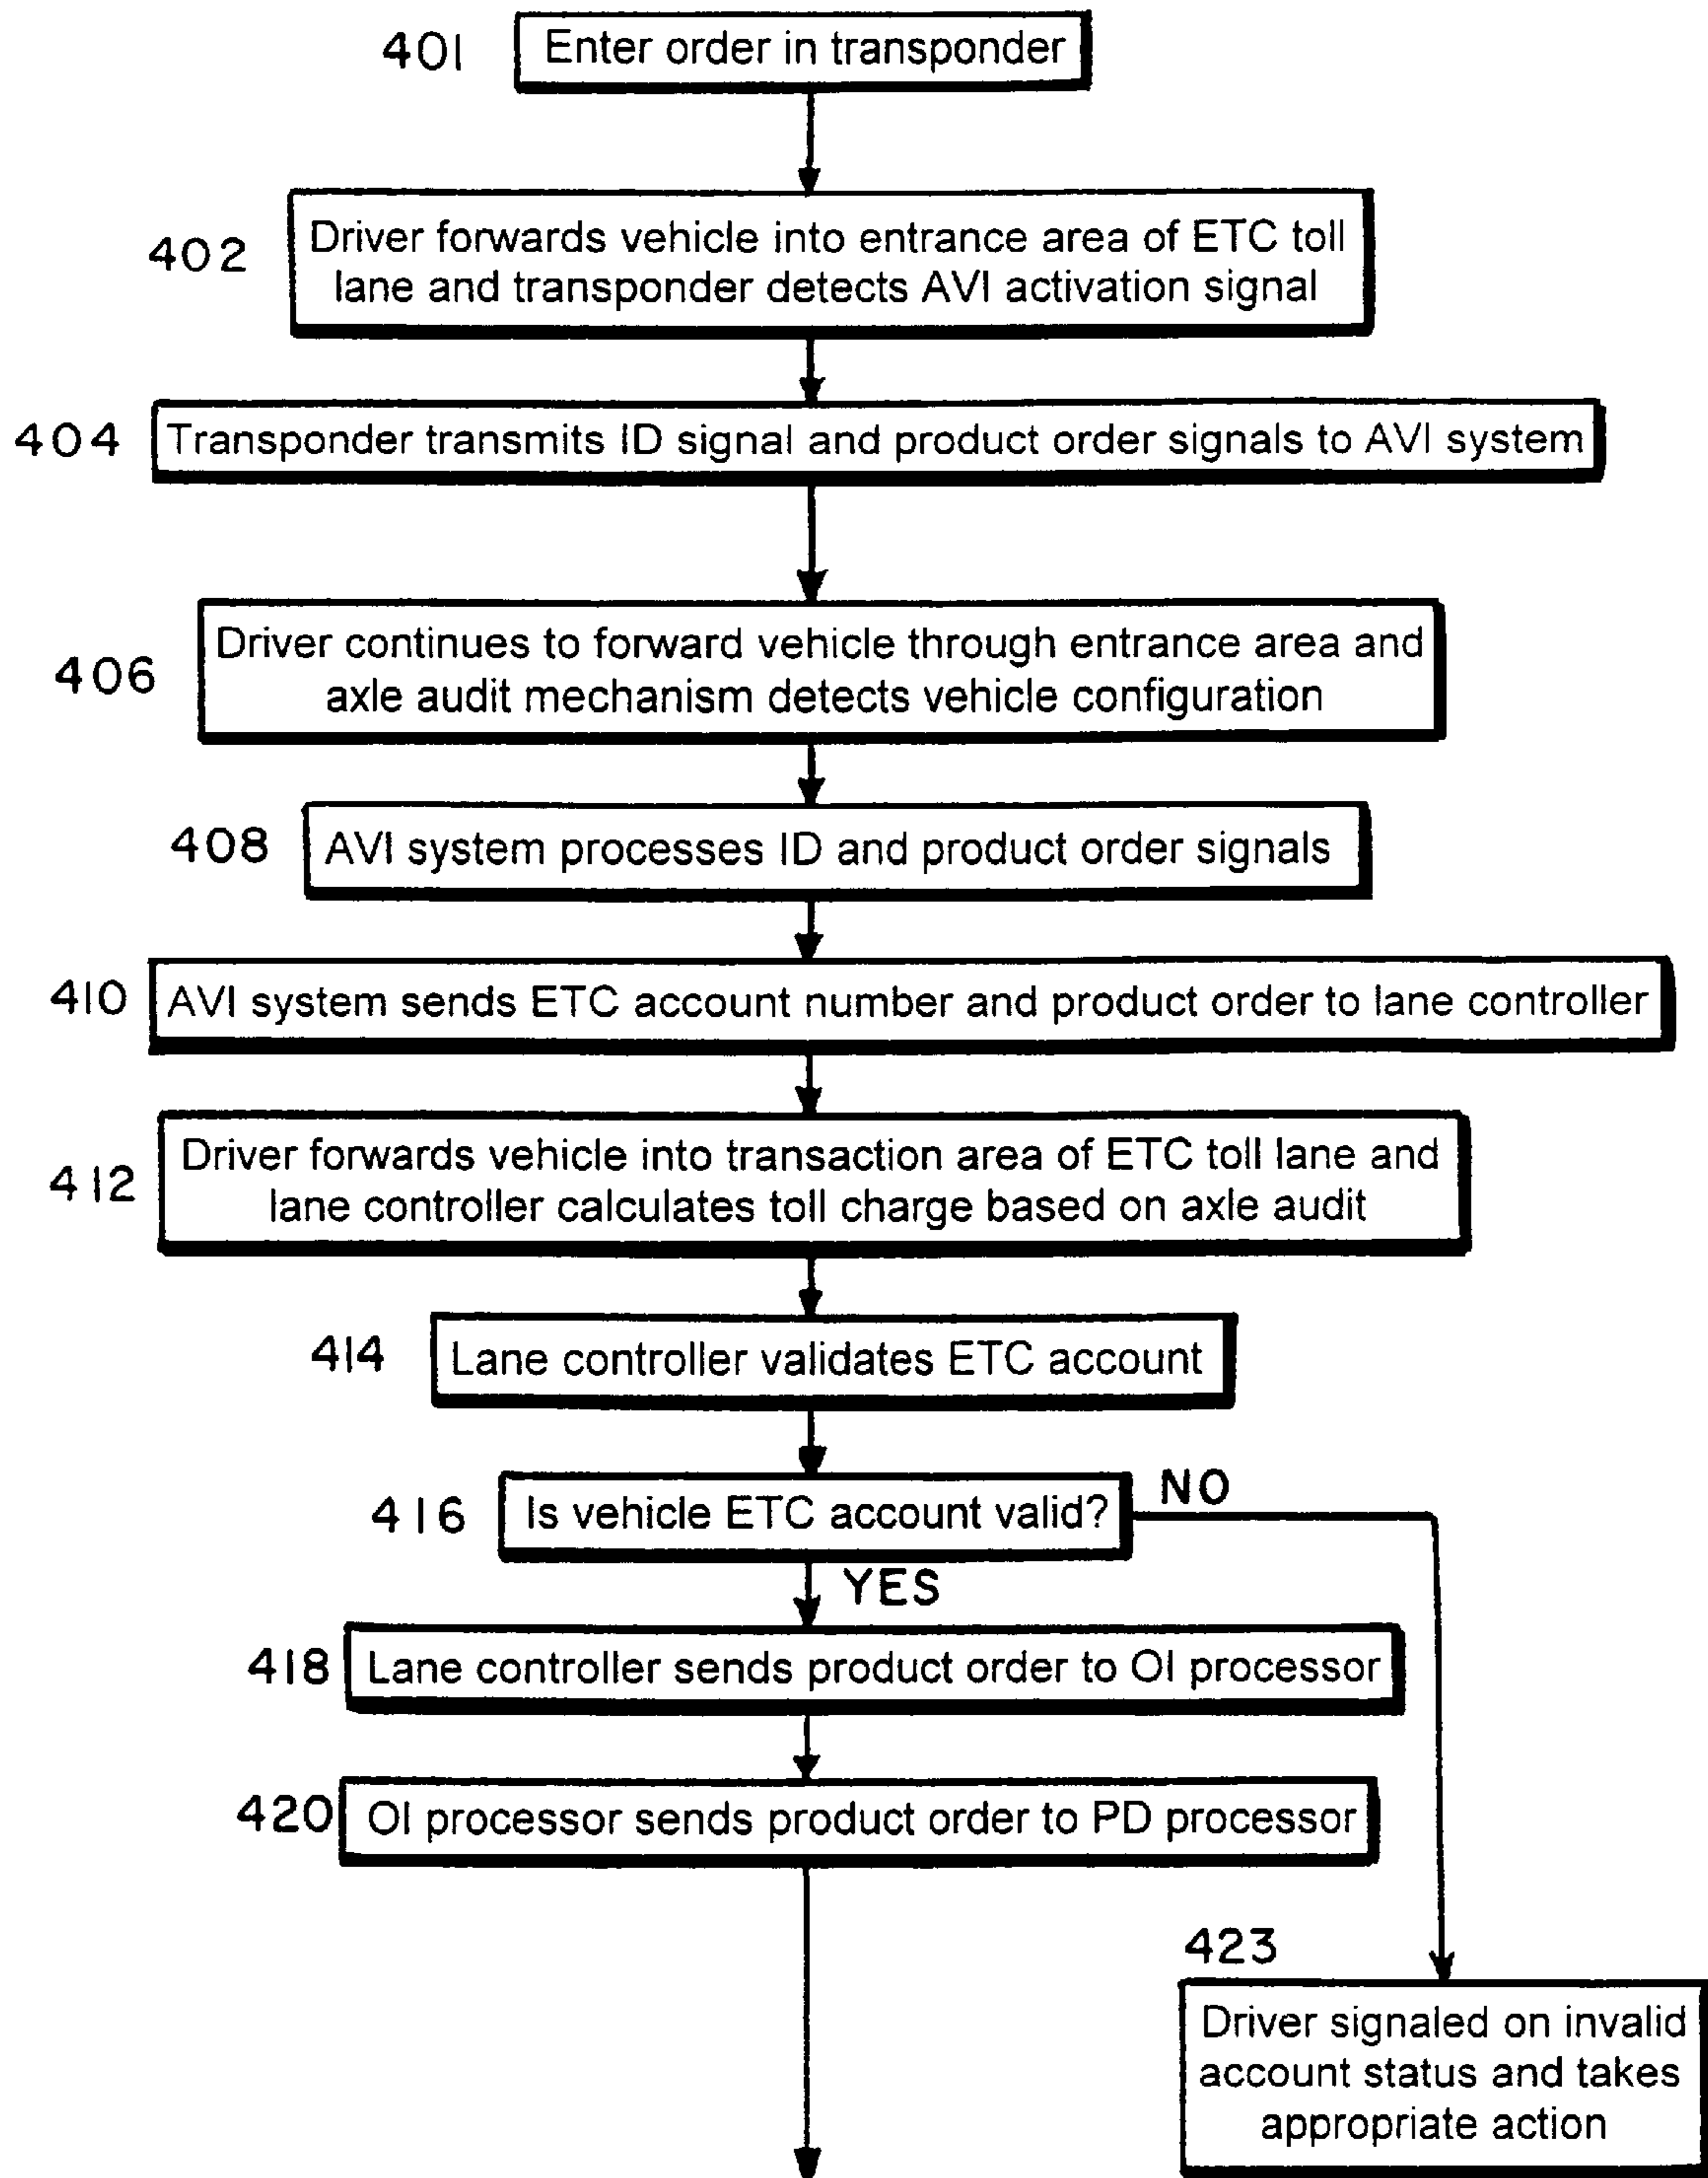 401
Enter order in transponder
402
Driver forwards vehicle into entrance area of ETC toll
lane and transponder detects AVI activation signal
404
Transponder transmits ID signal and product order signals to AVI system
406
Driver continues to forward vehicle through entrance area and
axle audit mechanism detects vehicle configuration
408
AVI system processes ID and product order signals
410
AVI system sends ETC account number and product order to lane controller
412
Driver forwards vehicle into transaction area of ETC toll lane and
lane controller calculates toll charge based on axle audit
414
Lane controller validates ETC account
416
Is vehicle ETC account valid?
NO
YES
418
Lane controller sends product order to OI processor
420
OI processor sends product order to PD processor
423
Driver signaled on invalid
account status and takes
appropriate action